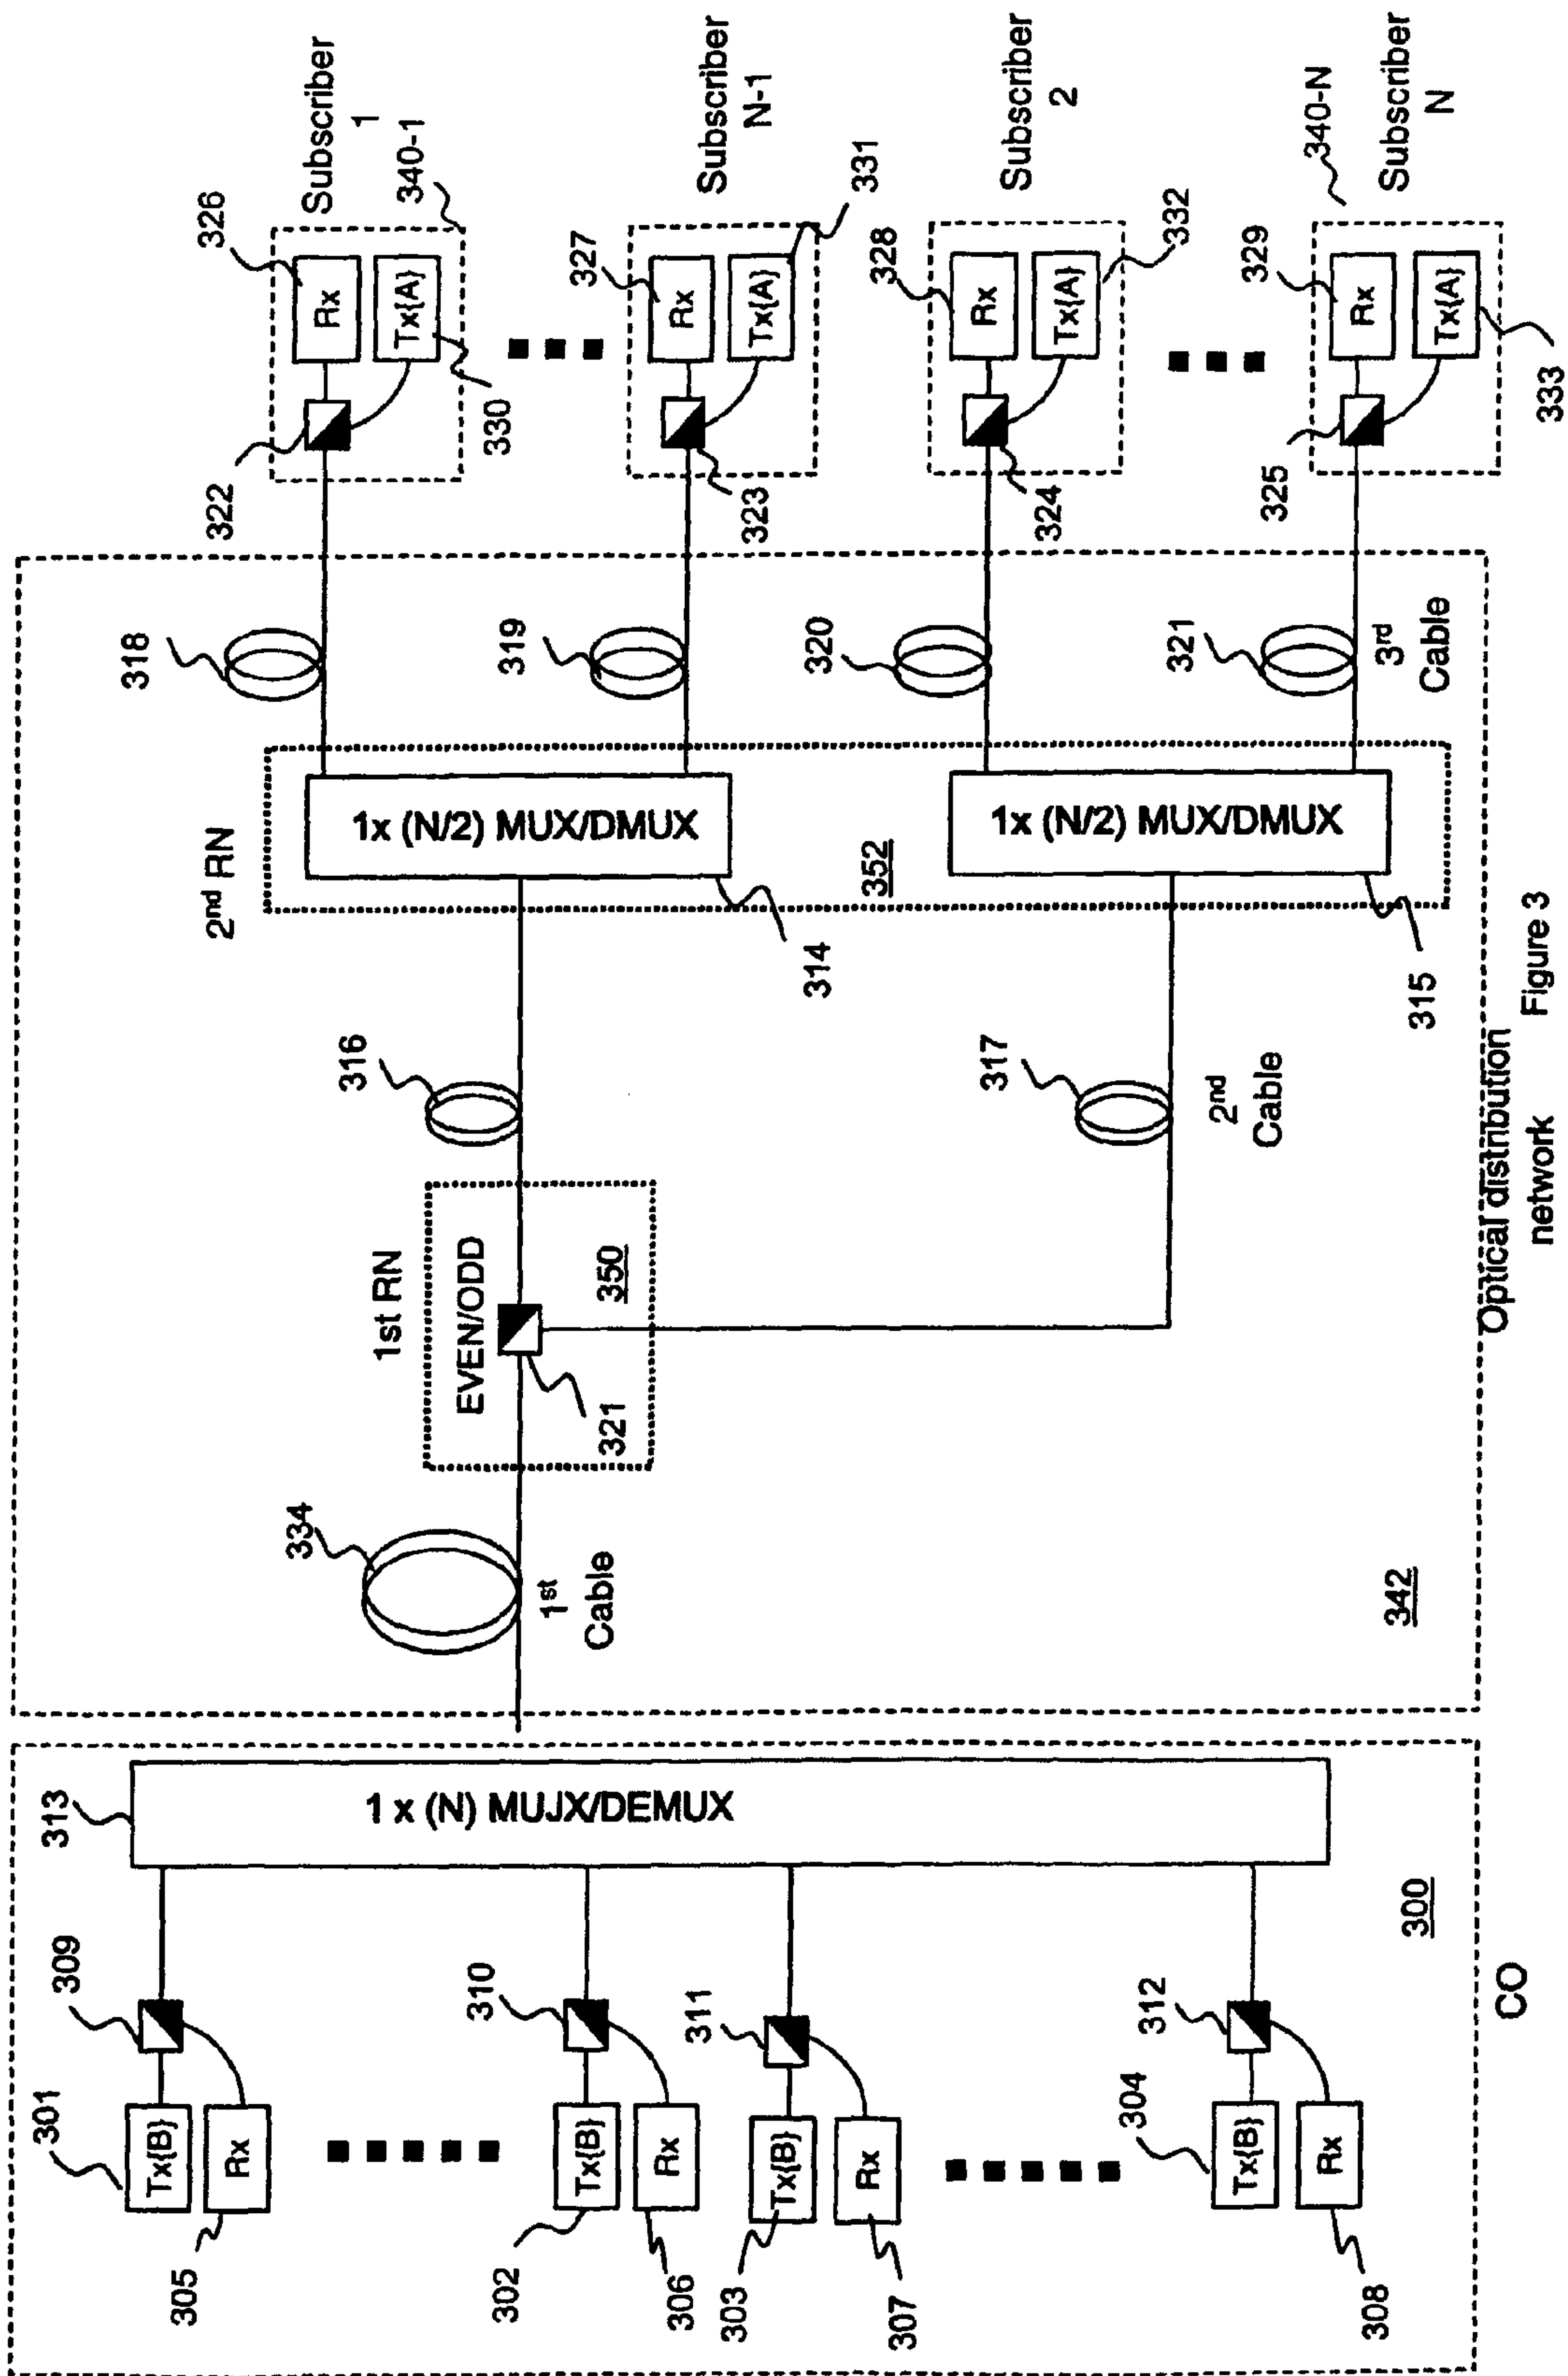 313
1 x (N) MUJX/DEMUX
309
301
Tx{B}
305
Rx
310
302
Tx{B}
306
Rx
311
303
Tx{B}
307
Rx
312
304
Tx{B}
308
Rx
300
CO
334
1st
Cable
1st RN
EVEN/ODD
321
350
316
317
2nd
Cable
2nd RN
1x (N/2) MUX/DMUX
314
352
1x (N/2) MUX/DMUX
315
318
319
320
321
3rd
Cable
342
Optical distribution
network
322
326
Rx
Tx{A}
330
Subscriber
1
340-1
323
327
Rx
Tx{A}
331
Subscriber
N-1
324
328
Rx
Tx{A}
332
Subscriber
2
325
329
Rx
Tx{A}
333
340-N
Subscriber
N
Figure 3